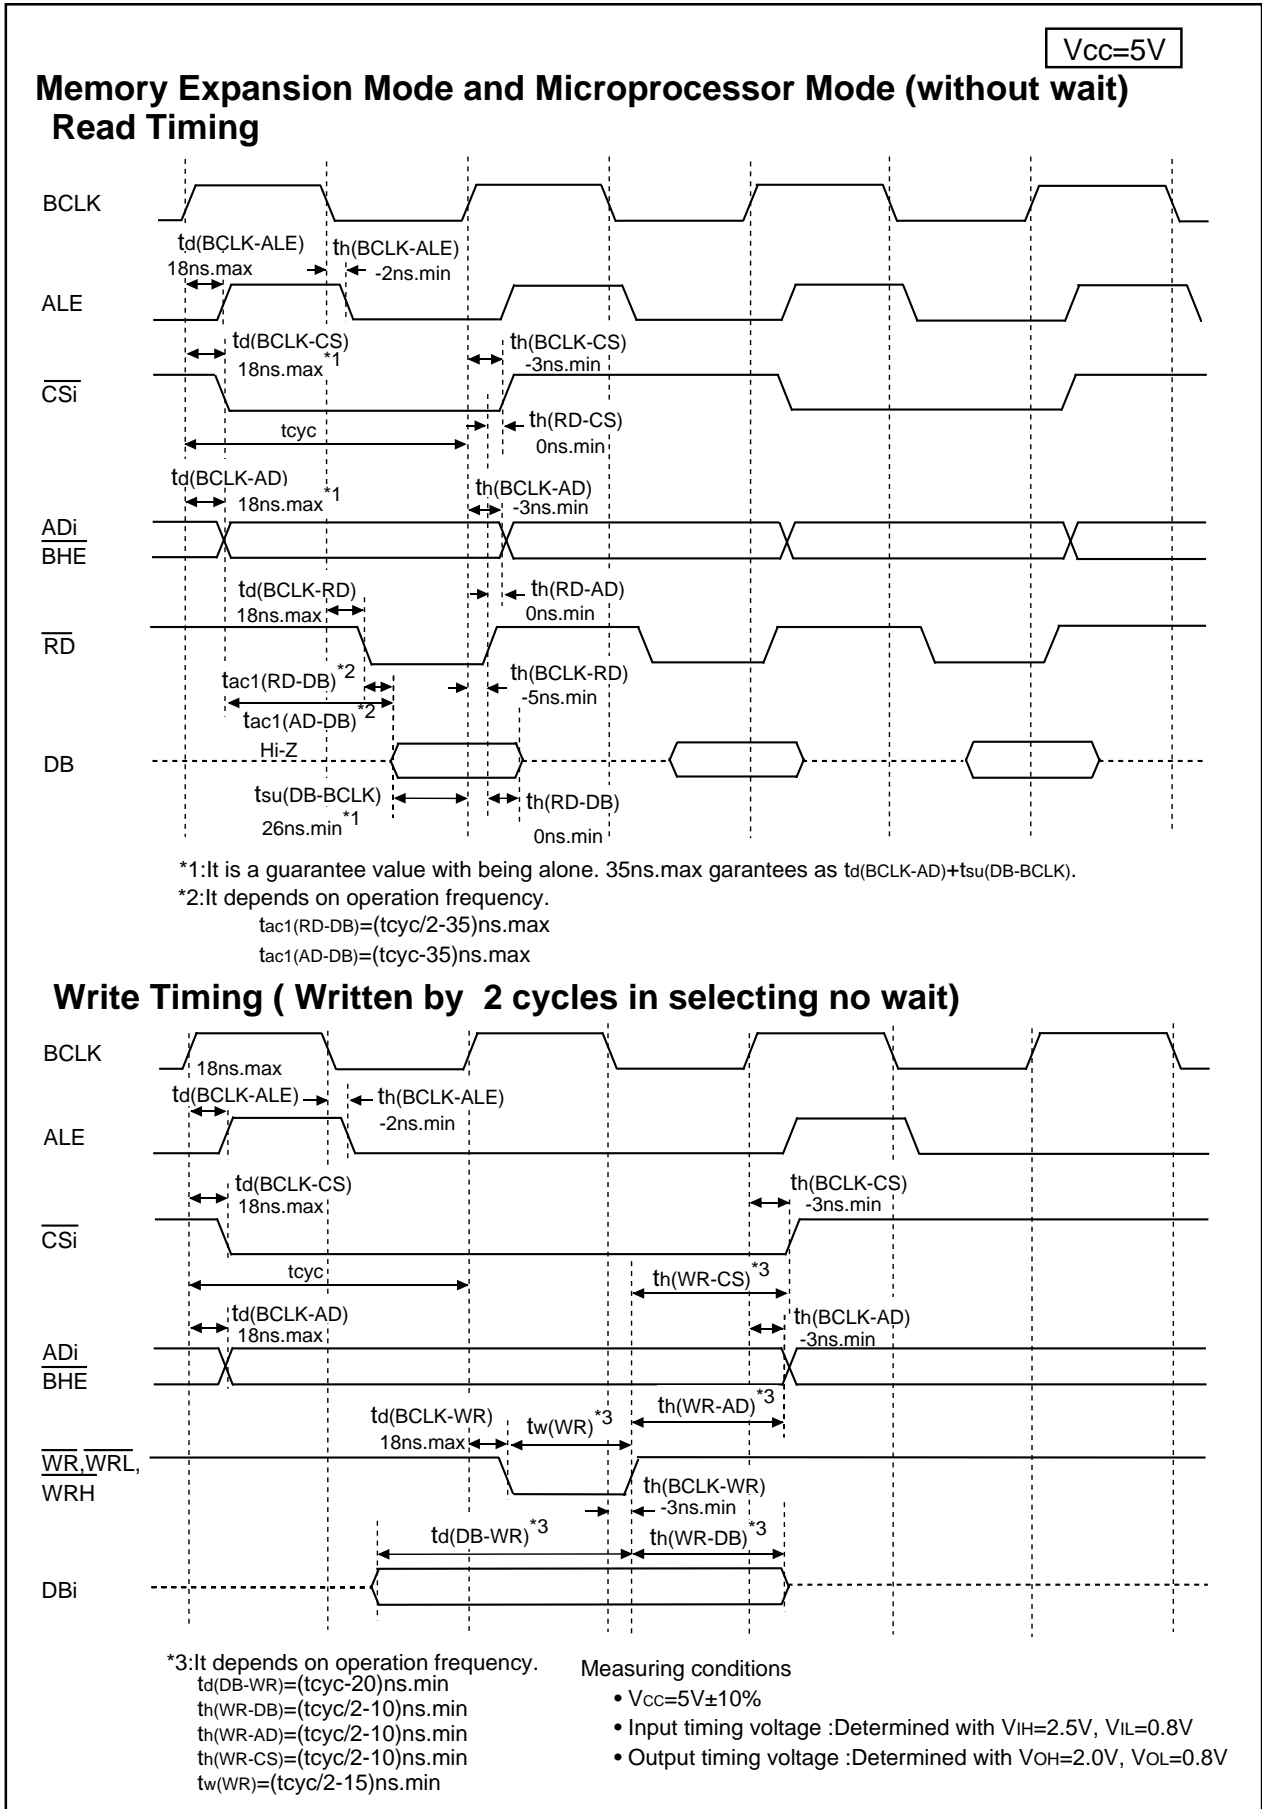 Vcc=5V
Memory Expansion Mode and Microprocessor Mode (without wait)
Read Timing
BCLK
td(BCLK-ALE)
18ns.max
th(BCLK-ALE)
-2ns.min
ALE
td(BCLK-CS)
18ns.max*1
th(BCLK-CS)
-3ns.min
CSi
tcyc
th(RD-CS)
0ns.min
td(BCLK-AD)
18ns.max*1
th(BCLK-AD)
-3ns.min
ADi
BHE
td(BCLK-RD)
18ns.max
th(RD-AD)
0ns.min
RD
tac1(RD-DB)*2
th(BCLK-RD)
-5ns.min
tac1(AD-DB)*2
Hi-Z
DB
tsu(DB-BCLK)
26ns.min*1
th(RD-DB)
0ns.min
*1:It is a guarantee value with being alone. 35ns.max garantees as td(BCLK-AD)+tsu(DB-BCLK).
*2:It depends on operation frequency.
tac1(RD-DB)=(tcyc/2-35)ns.max
tac1(AD-DB)=(tcyc-35)ns.max
Write Timing ( Written by 2 cycles in selecting no wait)
BCLK
18ns.max
td(BCLK-ALE)
th(BCLK-ALE)
-2ns.min
ALE
td(BCLK-CS)
18ns.max
th(BCLK-CS)
-3ns.min
CSi
tcyc
th(WR-CS)*3
td(BCLK-AD)
18ns.max
th(BCLK-AD)
-3ns.min
ADi
BHE
td(BCLK-WR)
18ns.max
tw(WR)*3
th(WR-AD)*3
WR,WRL,
WRH
th(BCLK-WR)
-3ns.min
td(DB-WR)*3
th(WR-DB)*3
DBi
*3:It depends on operation frequency.
td(DB-WR)=(tcyc-20)ns.min
th(WR-DB)=(tcyc/2-10)ns.min
th(WR-AD)=(tcyc/2-10)ns.min
th(WR-CS)=(tcyc/2-10)ns.min
tw(WR)=(tcyc/2-15)ns.min
Measuring conditions
• VCC=5V±10%
• Input timing voltage :Determined with VIH=2.5V, VIL=0.8V
• Output timing voltage :Determined with VOH=2.0V, VOL=0.8V